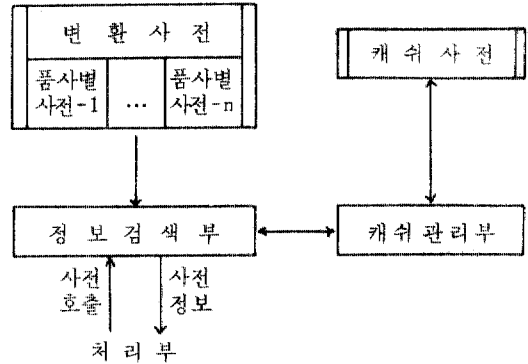 변 환 사 전
캐 쉬 사 전
품사별 ... 품사별
사전-1 사전-n
정 보 검 색 부
캐 쉬 관 리 부
사전 사전
호출 정보
처 리 부